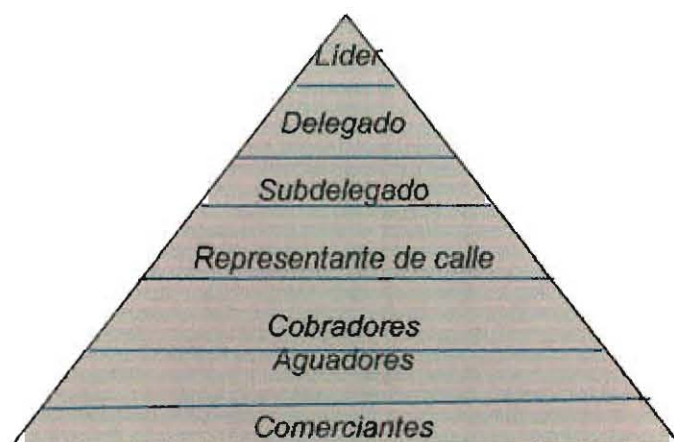 Líder
Delegado
Subdelegado
Representante de calle
Cobradores
Aguadores
Comerciantes